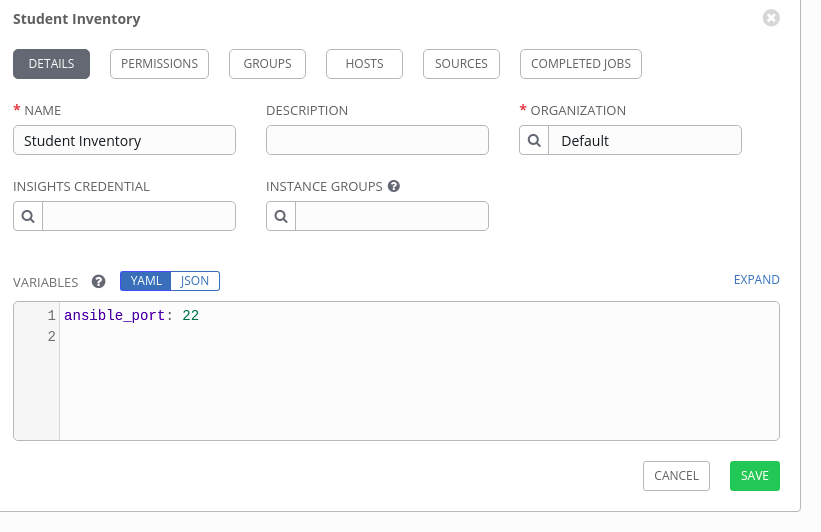 Student Inventory
DETAILS PERMISSIONS GROUPS HOSTS SOURCES COMPLETED JOBS
* NAME DESCRIPTION * ORGANIZATION
Student Inventory Default
INSIGHTS CREDENTIAL INSTANCE GROUPS ?
VARIABLES ? YAML JSON EXPAND
1 ansible_port: 22
2
CANCEL SAVE